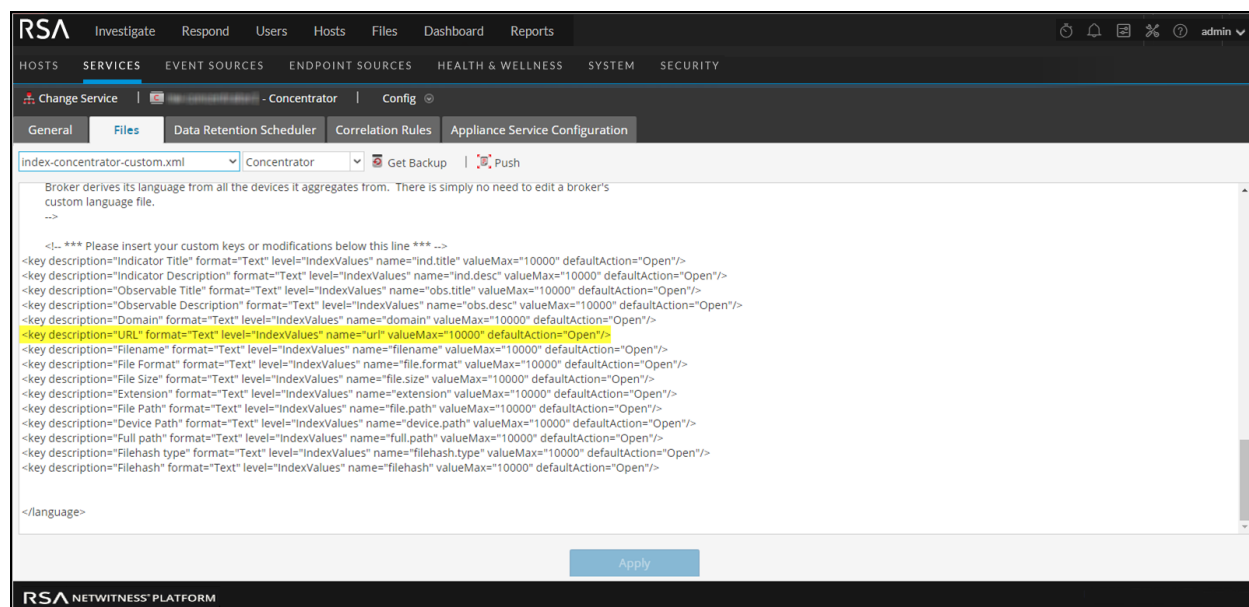 RSA Investigate Respond Users Hosts Files Dashboard Reports admin
HOSTS SERVICES EVENT SOURCES ENDPOINT SOURCES HEALTH & WELLNESS SYSTEM SECURITY
Change Service | - Concentrator | Config
General Files Data Retention Scheduler Correlation Rules Appliance Service Configuration
index-concentrator-custom.xml Concentrator Get Backup | Push
Broker derives its language from all the devices it aggregates from. There is simply no need to edit a broker's
custom language file.
-->
<!-- *** Please insert your custom keys or modifications below this line *** -->
<key description="Indicator Title" format="Text" level="IndexValues" name="ind.title" valueMax="10000" defaultAction="Open"/>
<key description="Indicator Description" format="Text" level="IndexValues" name="ind.desc" valueMax="10000" defaultAction="Open"/>
<key description="Observable Title" format="Text" level="IndexValues" name="obs.title" valueMax="10000" defaultAction="Open"/>
<key description="Observable Description" format="Text" level="IndexValues" name="obs.desc" valueMax="10000" defaultAction="Open"/>
<key description="Domain" format="Text" level="IndexValues" name="domain" valueMax="10000" defaultAction="Open"/>
<key description="URL" format="Text" level="IndexValues" name="url" valueMax="10000" defaultAction="Open"/>
<key description="Filename" format="Text" level="IndexValues" name="filename" valueMax="10000" defaultAction="Open"/>
<key description="File Format" format="Text" level="IndexValues" name="file.format" valueMax="10000" defaultAction="Open"/>
<key description="File Size" format="Text" level="IndexValues" name="file.size" valueMax="10000" defaultAction="Open"/>
<key description="Extension" format="Text" level="IndexValues" name="extension" valueMax="10000" defaultAction="Open"/>
<key description="File Path" format="Text" level="IndexValues" name="file.path" valueMax="10000" defaultAction="Open"/>
<key description="Device Path" format="Text" level="IndexValues" name="device.path" valueMax="10000" defaultAction="Open"/>
<key description="Full path" format="Text" level="IndexValues" name="full.path" valueMax="10000" defaultAction="Open"/>
<key description="Filehash type" format="Text" level="IndexValues" name="filehash.type" valueMax="10000" defaultAction="Open"/>
<key description="Filehash" format="Text" level="IndexValues" name="filehash" valueMax="10000" defaultAction="Open"/>
</language>
Apply
RSA NETWITNESS® PLATFORM